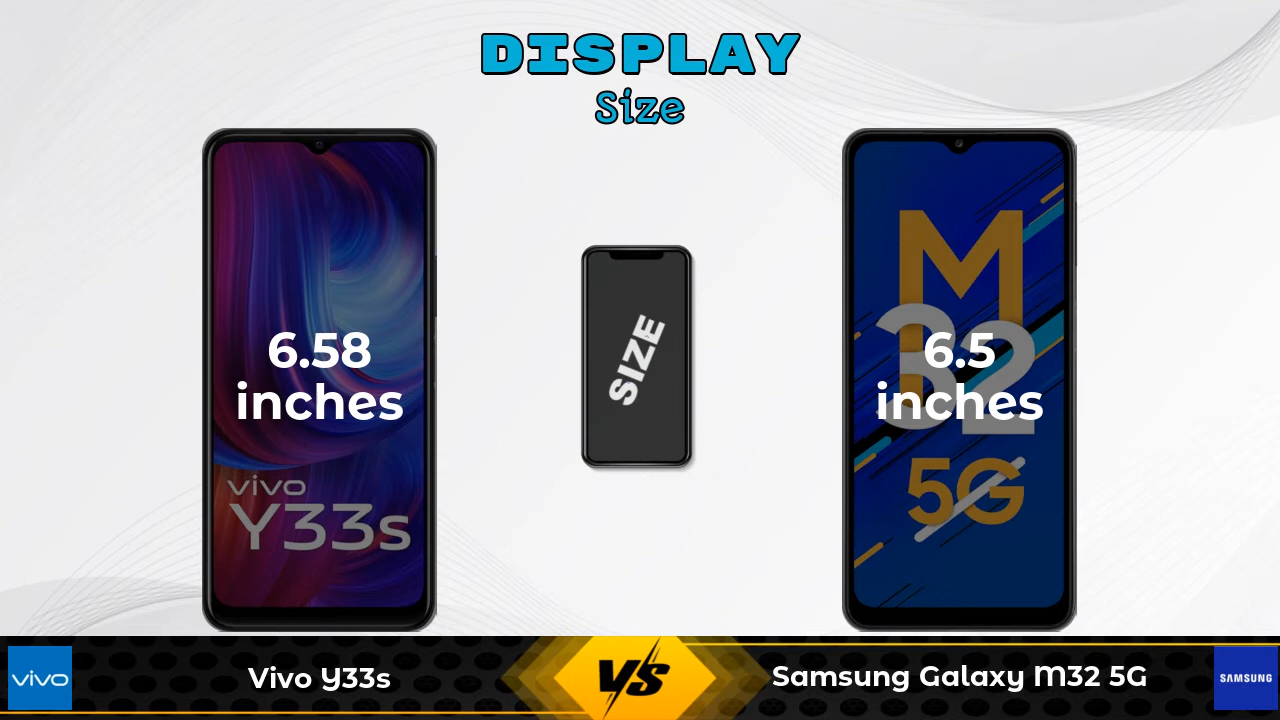 DISPLAY
Size
6.58
inches
vivo
Y33s
SIZE
M
32
6.5
inches
5G
vivo
Vivo Y33s
VS
Samsung Galaxy M32 5G
SAMSUNG